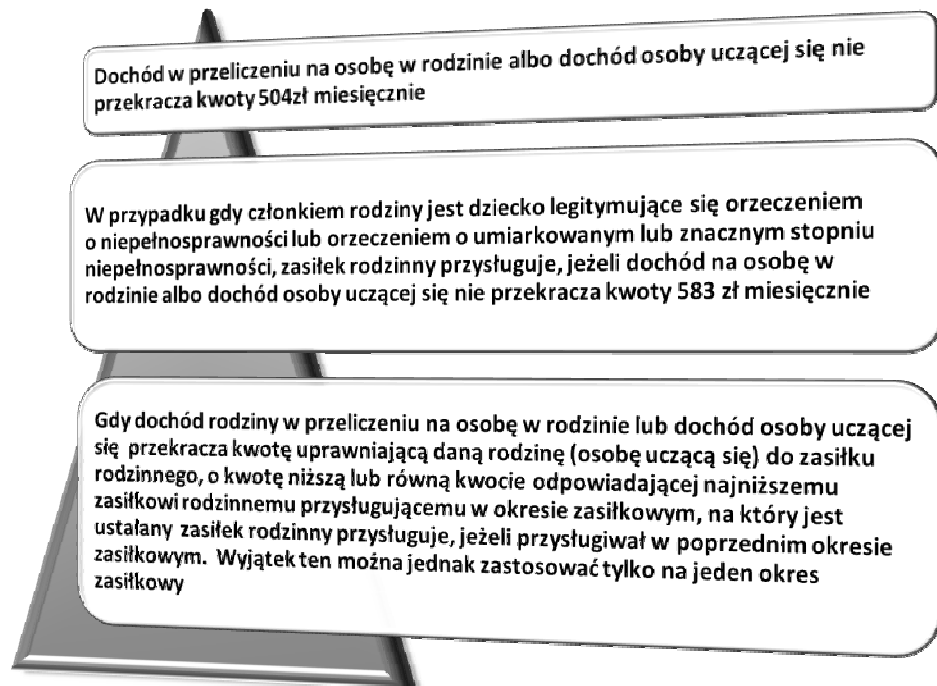 Dochód w przeliczeniu na osobę w rodzinie albo dochód osoby uczącej się nie
przekracza kwoty 504zł miesięcznie
W przypadku gdy członkiem rodziny jest dziecko legitymujące się orzeczeniem
o niepełnosprawności lub orzeczeniem o umiarkowanym lub znacznym stopniu
niepełnosprawności, zasiłek rodzinny przysługuje, jeżeli dochód na osobę w
rodzinie albo dochód osoby uczącej się nie przekracza kwoty 583 zł miesięcznie
Gdy dochód rodziny w przeliczeniu na osobę w rodzinie lub dochód osoby uczącej
się przekracza kwotę uprawniającą daną rodzinę (osobę uczącą się) do zasiłku
rodzinnego, o kwotę niższą lub równą kwocie odpowiadającej najniższemu
zasiłkowi rodzinnemu przysługującemu w okresie zasiłkowym, na który jest
ustalany zasiłek rodzinny przysługuje, jeżeli przysługiwał w poprzednim okresie
zasiłkowym. Wyjątek ten można jednak zastosować tylko na jeden okres
zasiłkowy